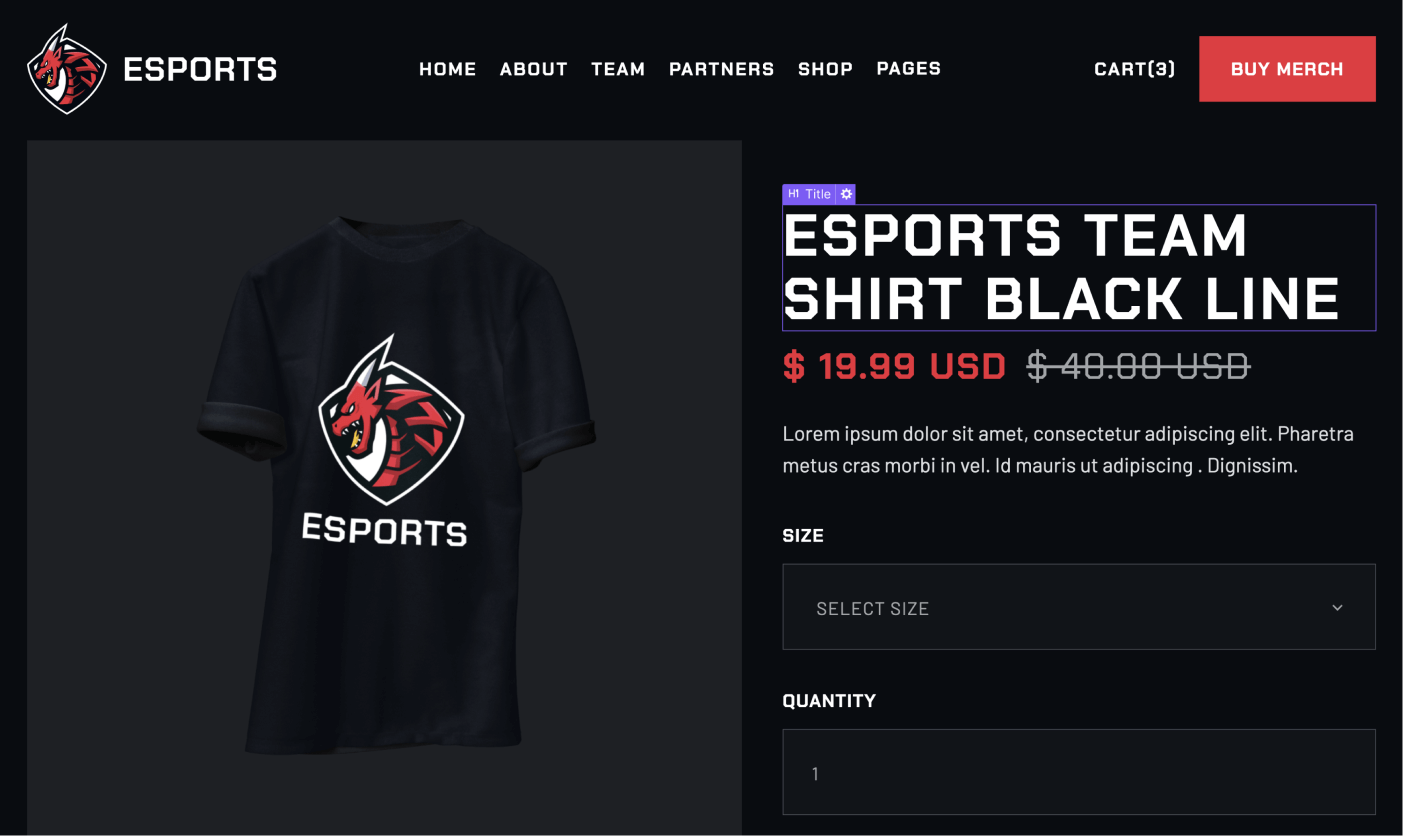 ESPORTS
HOME ABOUT TEAM PARTNERS SHOP PAGES
CART(3)
BUY MERCH
H1 Title
ESPORTS TEAM
SHIRT BLACK LINE
$ 19.99 USD $ 40.00 USD
Lorem ipsum dolor sit amet, consectetur adipiscing elit. Pharetra
metus cras morbi in vel. Id mauris ut adipiscing . Dignissim.
ESPORTS
SIZE
SELECT SIZE
QUANTITY
1